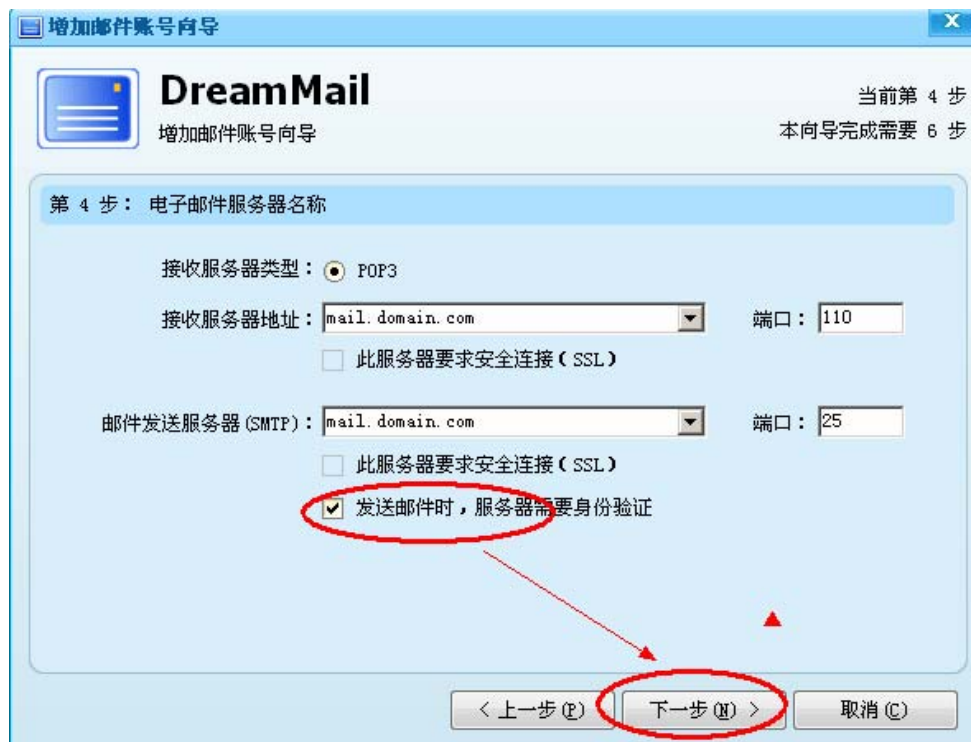 增加邮件账号向导
X
DreamMail
增加邮件账号向导
当前第 4 步
本向导完成需要 6 步
第 4 步： 电子邮件服务器名称
接收服务器类型： POP3
接收服务器地址： mail.domain.com 端口： 110
此服务器要求安全连接（SSL）
邮件发送服务器(SMTP)： mail.domain.com 端口： 25
此服务器要求安全连接（SSL）
发送邮件时，服务器需要身份验证
< 上一步(P) 下一步(N) > 取消(C)